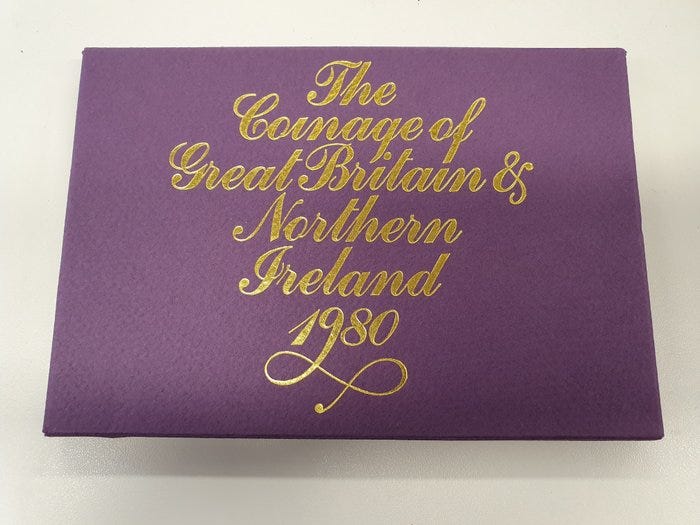 The
Coinage of
Great Britain &
Northern
Ireland
1980